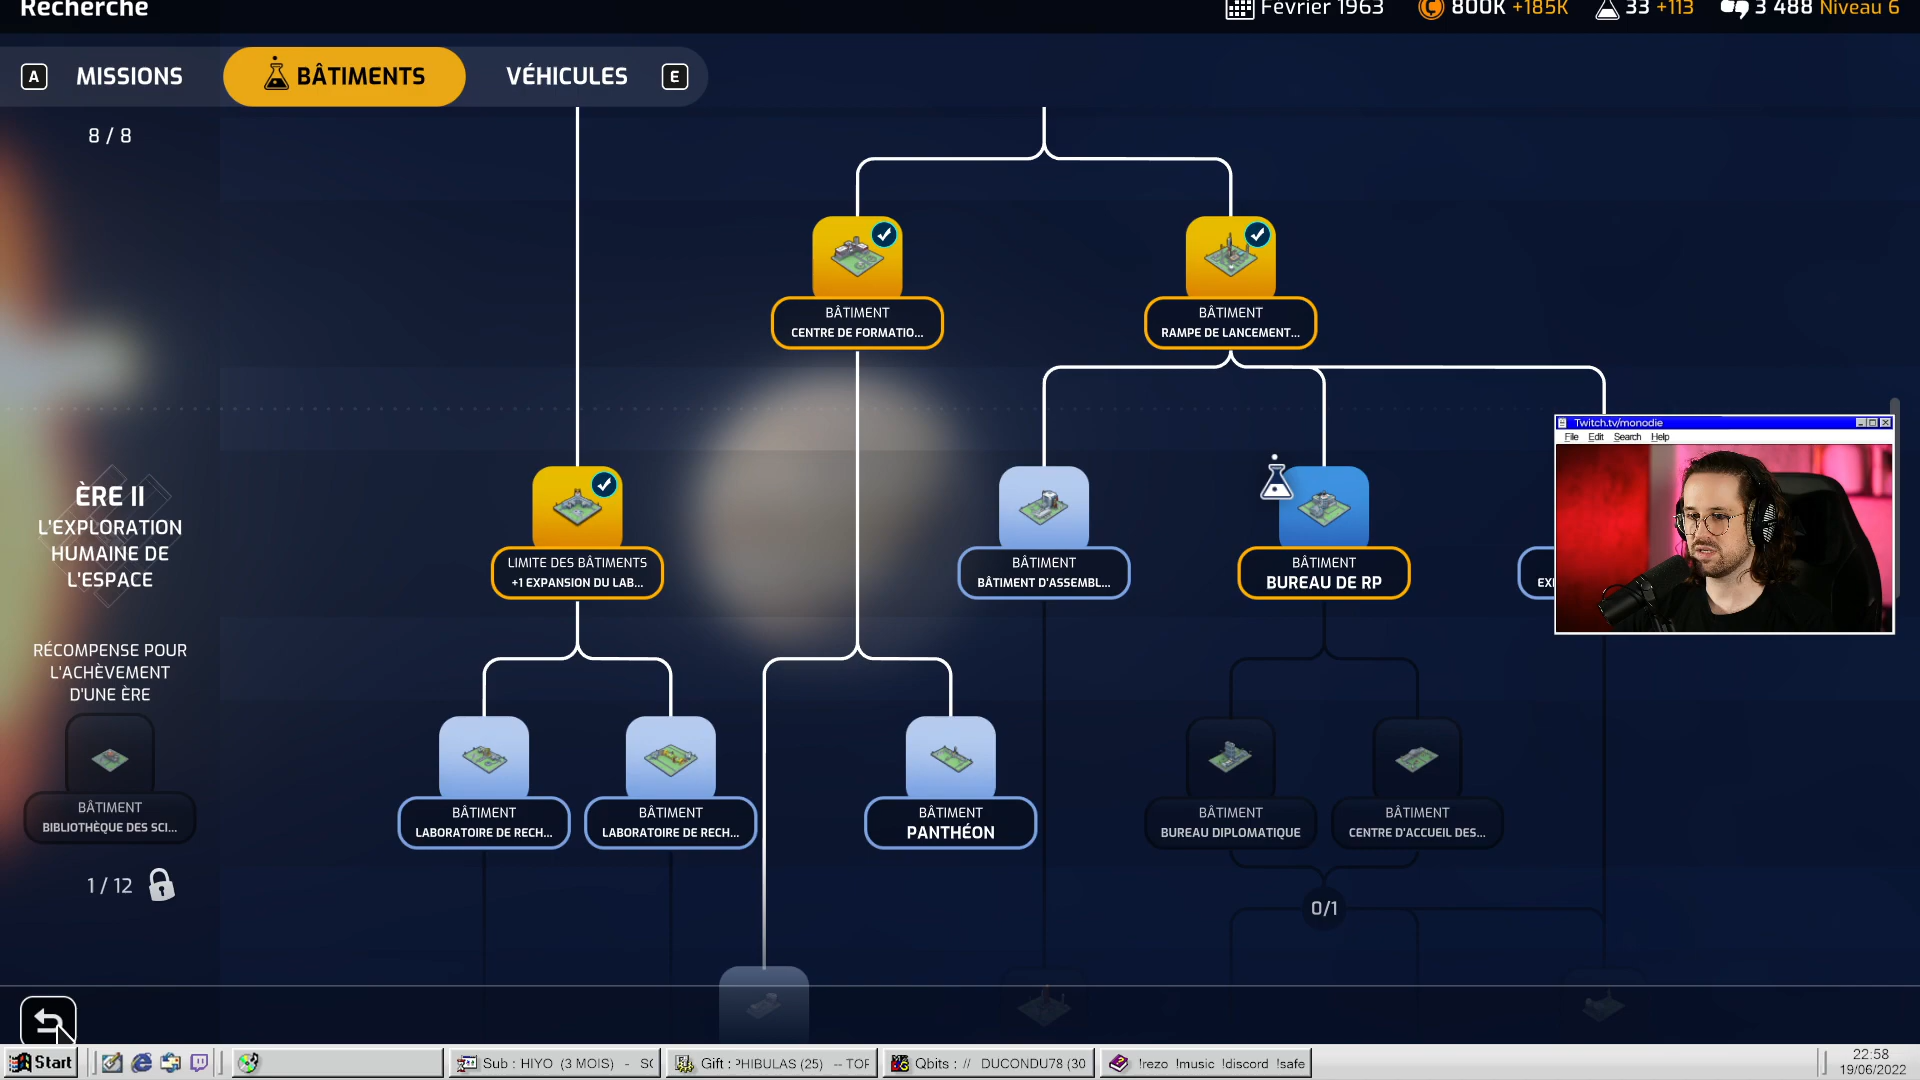 Recherche
Février 1963
800K +185K
33 +113
3 488 Niveau 6
A
MISSIONS
BÂTIMENTS
VÉHICULES
E
8 / 8
BÂTIMENT
CENTRE DE FORMATIO...
BÂTIMENT
RAMPE DE LANCEMENT...
Twitch.tv/monodie
File Edit Search Help
ÈRE II
L'EXPLORATION
HUMAINE DE
L'ESPACE
LIMITE DES BÂTIMENTS
+1 EXPANSION DU LAB...
BÂTIMENT
BÂTIMENT D'ASSEMBL...
BÂTIMENT
BUREAU DE RP
RÉCOMPENSE POUR
L'ACHÈVEMENT
D'UNE ÈRE
BÂTIMENT
BIBLIOTHÈQUE DES SCI...
BÂTIMENT
LABORATOIRE DE RECH...
BÂTIMENT
LABORATOIRE DE RECH...
BÂTIMENT
PANTHÉON
BÂTIMENT
BUREAU DIPLOMATIQUE
BÂTIMENT
CENTRE D'ACCUEIL DES...
1 / 12
0/1
Start
Sub : HIYO (3 MOIS) - SC
Gift : PHIBULAS (25) -- TOP
Qbits : // DUCONDU78 (30
!rezo !music !discord !safe
22:58
19/06/2022